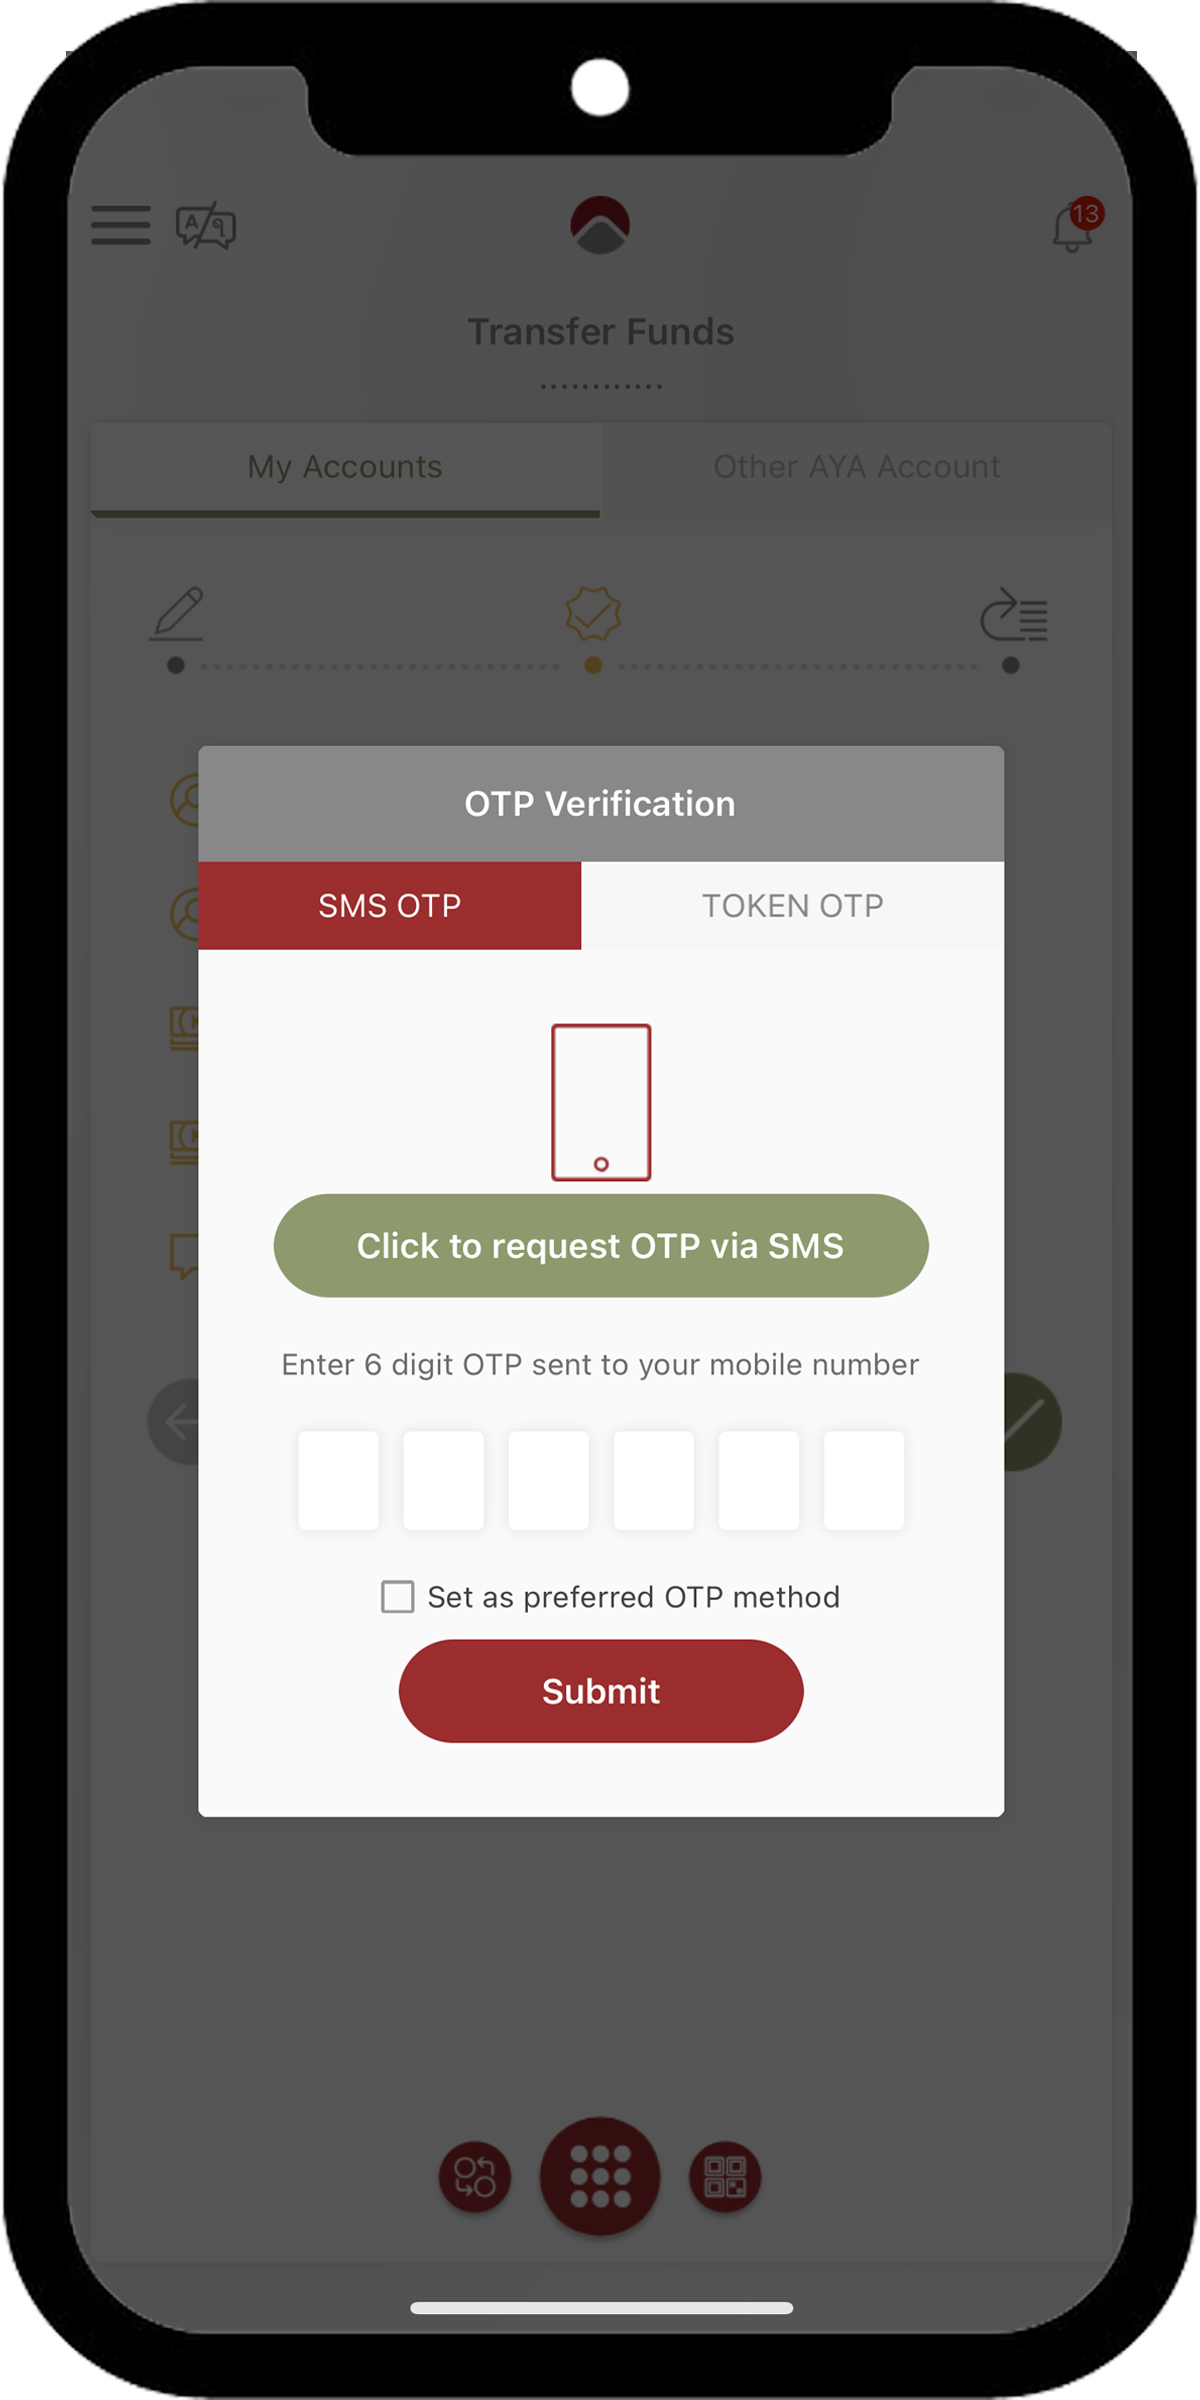 13
Transfer Funds
My Accounts
Other AYA Account
OTP Verification
SMS OTP
TOKEN OTP
Click to request OTP via SMS
Enter 6 digit OTP sent to your mobile number
Set as preferred OTP method
Submit